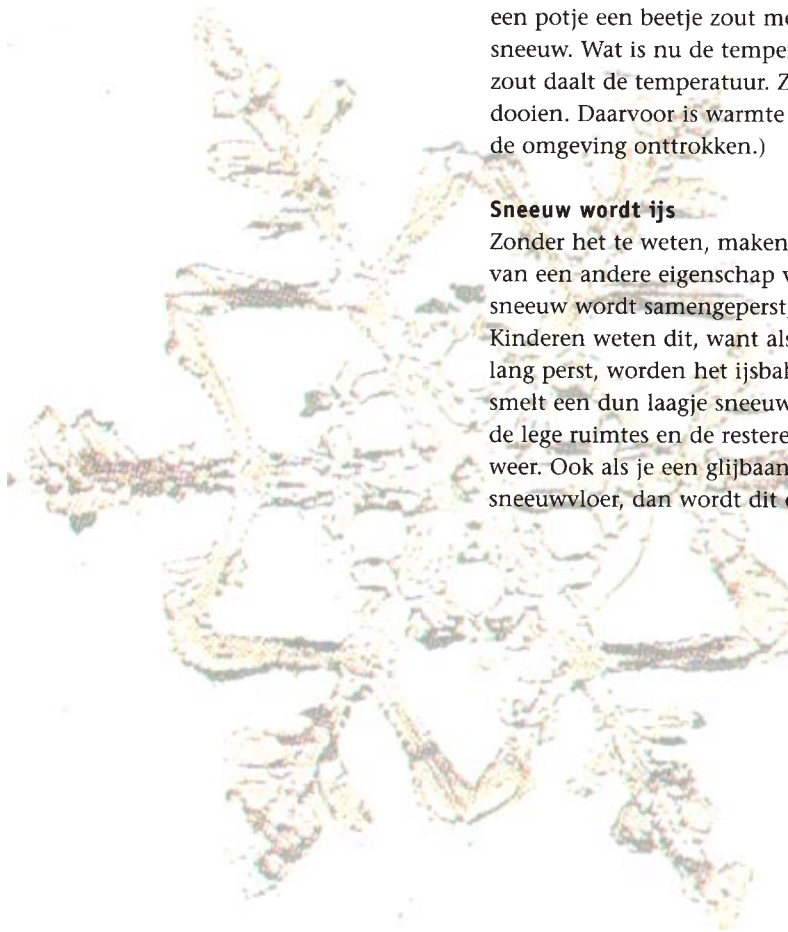 een potje een beetje zout me
sneeuw. Wat is nu de tempe
zout daalt de temperatuur. Z
dooien. Daarvoor is warmte
de omgeving onttrokken.)
Sneeuw wordt ijs
Zonder het te weten, maken
van een andere eigenschap v
sneeuw wordt samengeperst,
Kinderen weten dit, want als
lang perst, worden het ijsbal
smelt een dun laagje sneeuw
de lege ruimtes en de restere
weer. Ook als je een glijbaan
sneeuwvloer, dan wordt dit